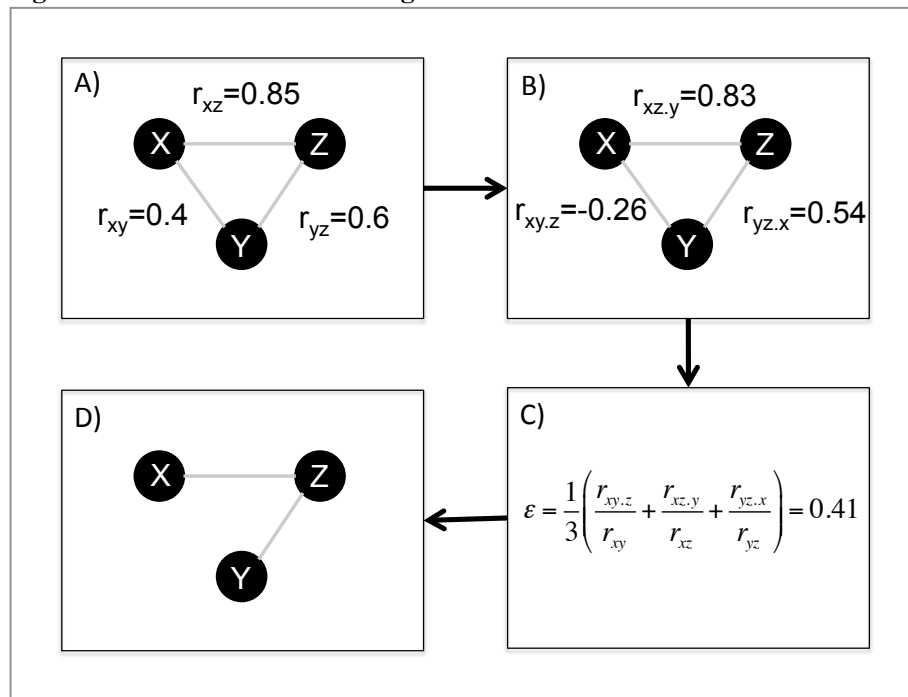 A)
r_xz=0.85
X
Z
r_xy=0.4
r_yz=0.6
Y
B)
r_xz.y=0.83
X
Z
r_xy.z=-0.26
r_yz.x=0.54
Y
C)
ε = 1/3 (r_xy.z/r_xy + r_xz.y/r_xz + r_yz.x/r_yz) = 0.41
D)
X
Z
Y